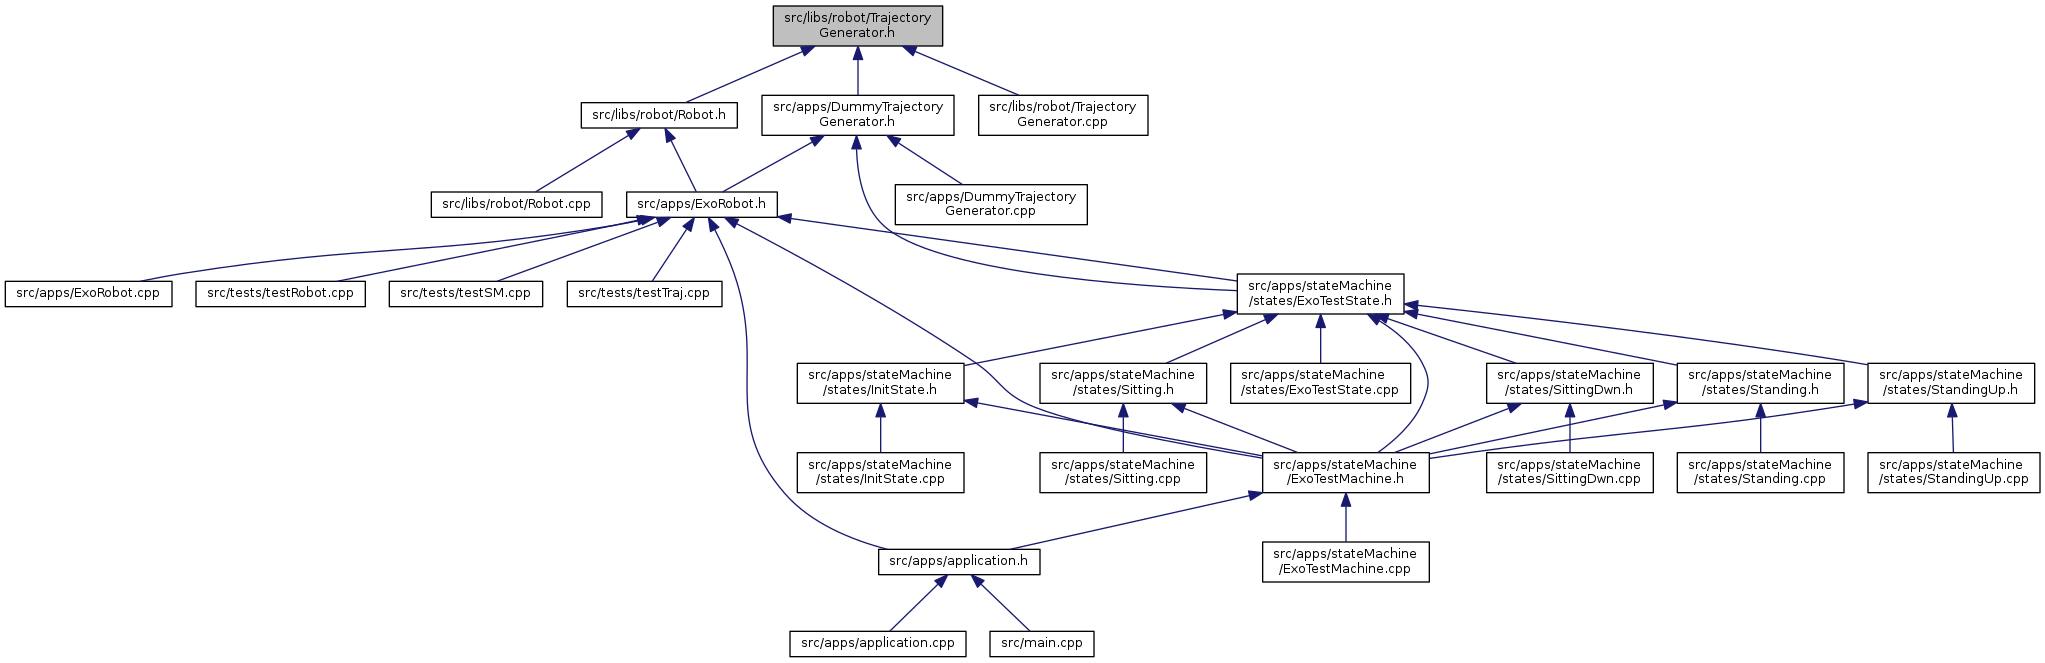 src/libs/robot/Trajectory
Generator.h
src/libs/robot/Robot.h
src/apps/DummyTrajectory
Generator.h
src/libs/robot/Trajectory
Generator.cpp
src/libs/robot/Robot.cpp
src/apps/ExoRobot.h
src/apps/DummyTrajectory
Generator.cpp
src/apps/ExoRobot.cpp
src/tests/testRobot.cpp
src/tests/testSM.cpp
src/tests/testTraj.cpp
src/apps/stateMachine
/states/ExoTestState.h
src/apps/stateMachine
/states/InitState.h
src/apps/stateMachine
/states/Sitting.h
src/apps/stateMachine
/states/ExoTestState.cpp
src/apps/stateMachine
/states/SittingDwn.h
src/apps/stateMachine
/states/Standing.h
src/apps/stateMachine
/states/StandingUp.h
src/apps/stateMachine
/states/InitState.cpp
src/apps/stateMachine
/states/Sitting.cpp
src/apps/stateMachine
/ExoTestMachine.h
src/apps/stateMachine
/states/SittingDwn.cpp
src/apps/stateMachine
/states/Standing.cpp
src/apps/stateMachine
/states/StandingUp.cpp
src/apps/application.h
src/apps/stateMachine
/ExoTestMachine.cpp
src/apps/application.cpp
src/main.cpp